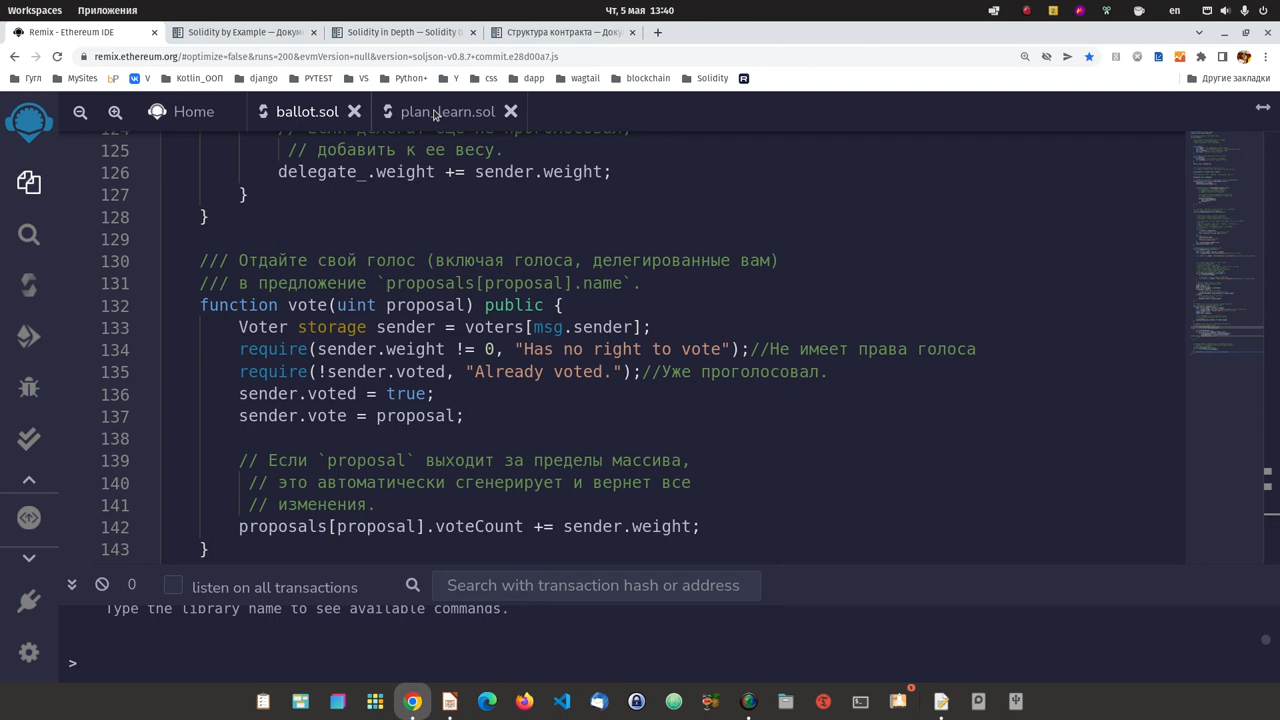 Workspaces Приложения Чт, 5 мая 13:40 en
Remix - Ethereum IDE Solidity by Example — Докум Solidity in Depth — Solidity Структура контракта — Доку
remix.ethereum.org/#optimize=false&runs=200&evmVersion=null&version=soljson-v0.8.7+commit.e28d00a7.js
Гугл MySites V Kotlin_ООП django PYTEST VS Python+ Y css dapp wagtail blockchain Solidity Другие закладки
Home ballot.sol plan_learn.sol
125 // добавить к ее весу.
126 delegate_.weight += sender.weight;
127 }
128 }
129
130 /// Отдайте свой голос (включая голоса, делегированные вам)
131 /// в предложение `proposals[proposal].name`.
132 function vote(uint proposal) public {
133 Voter storage sender = voters[msg.sender];
134 require(sender.weight != 0, "Has no right to vote");//Не имеет права голоса
135 require(!sender.voted, "Already voted.");//Уже проголосовал.
136 sender.voted = true;
137 sender.vote = proposal;
138
139 // Если `proposal` выходит за пределы массива,
140 // это автоматически сгенерирует и вернет все
141 // изменения.
142 proposals[proposal].voteCount += sender.weight;
143 }
0 listen on all transactions Search with transaction hash or address
Type the library name to see available commands.
>